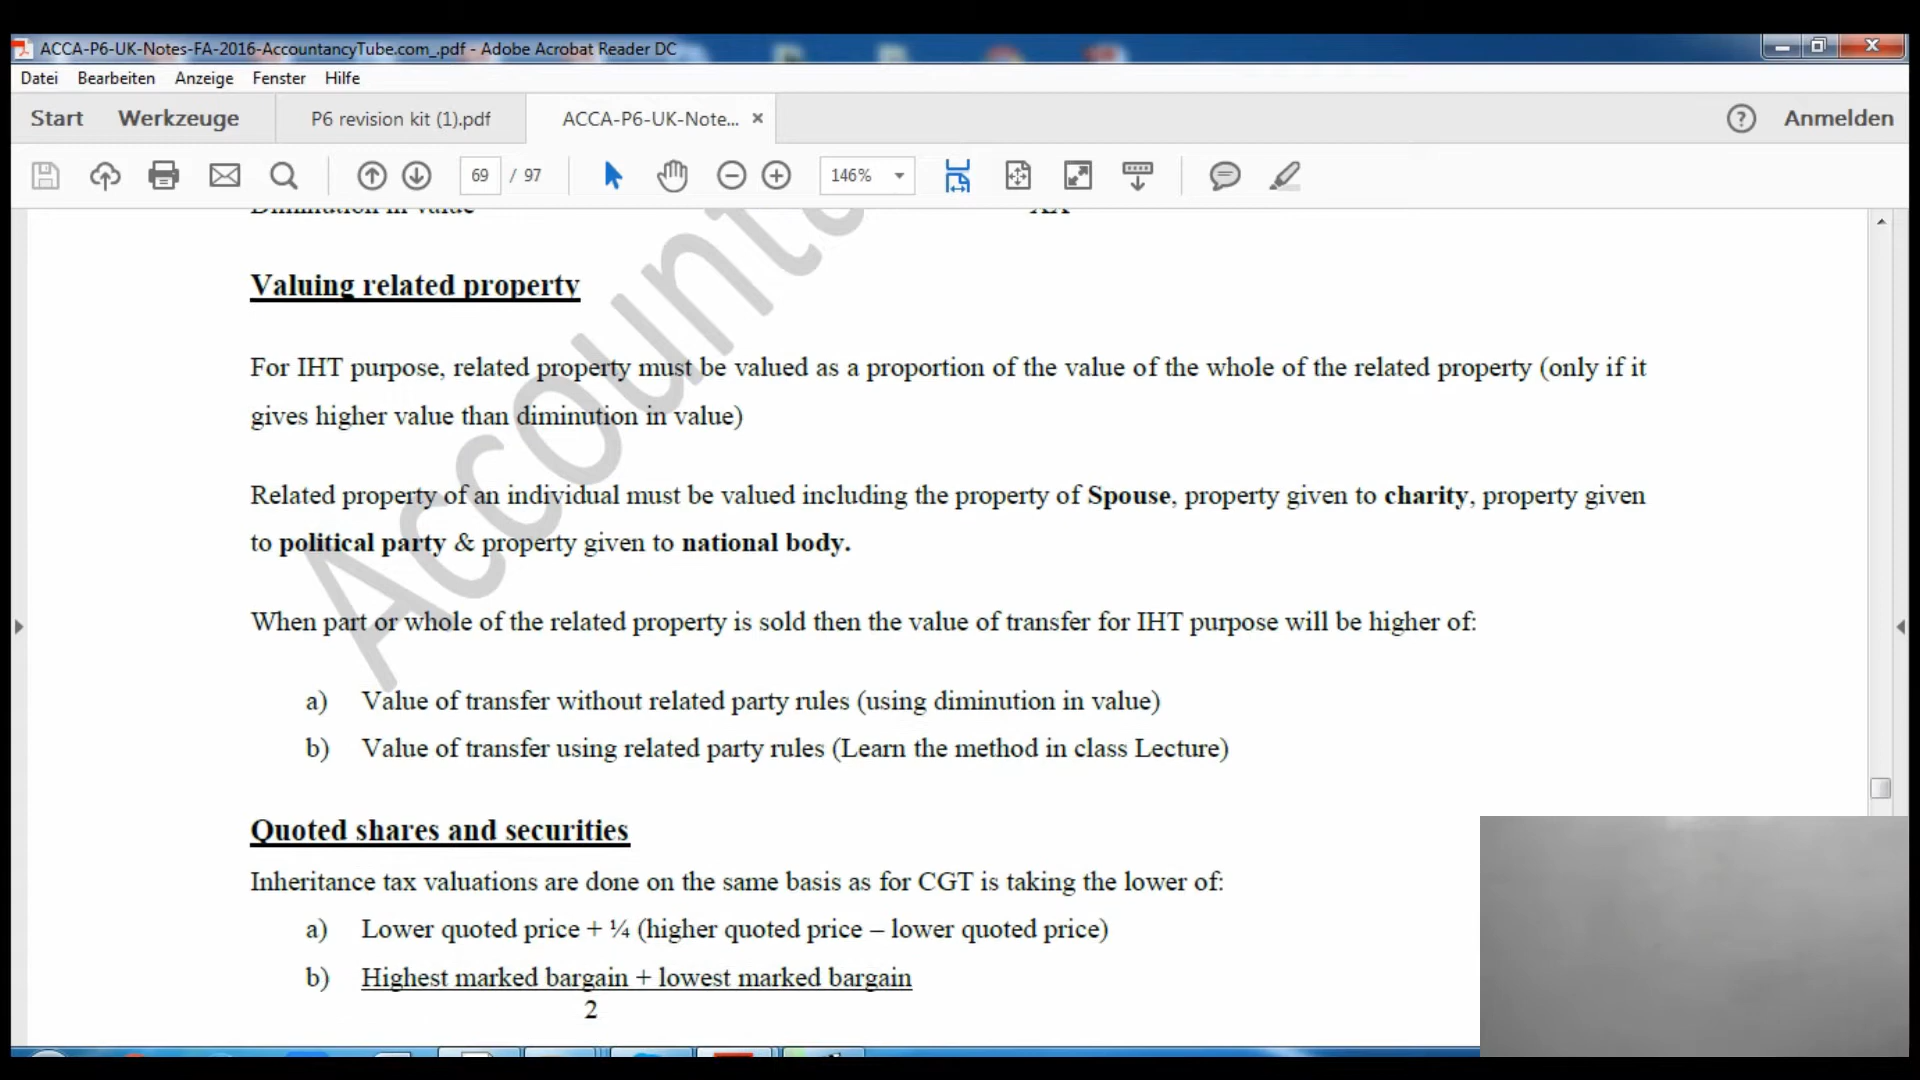 ACCA-P6-UK-Notes-FA-2016-AccountancyTube.com_.pdf - Adobe Acrobat Reader DC
Datei Bearbeiten Anzeige Fenster Hilfe
Start Werkzeuge P6 revision kit (1).pdf ACCA-P6-UK-Note... × ? Anmelden
69 / 97 146%
Diminution in value XX
Valuing related property
For IHT purpose, related property must be valued as a proportion of the value of the whole of the related property (only if it
gives higher value than diminution in value)
Related property of an individual must be valued including the property of Spouse, property given to charity, property given
to political party & property given to national body.
When part or whole of the related property is sold then the value of transfer for IHT purpose will be higher of:
a) Value of transfer without related party rules (using diminution in value)
b) Value of transfer using related party rules (Learn the method in class Lecture)
Quoted shares and securities
Inheritance tax valuations are done on the same basis as for CGT is taking the lower of:
a) Lower quoted price + ¼ (higher quoted price – lower quoted price)
b) Highest marked bargain + lowest marked bargain
2
Accounta